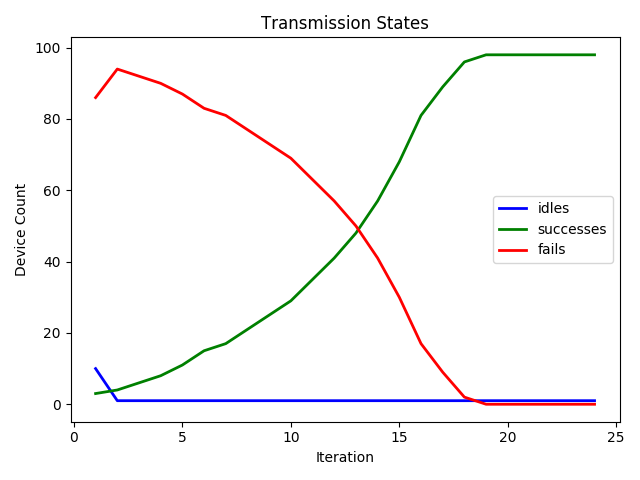 Transmission States
100
80
60
40
20
0
Device Count
0 5 10 15 20 25
Iteration
idles
successes
fails